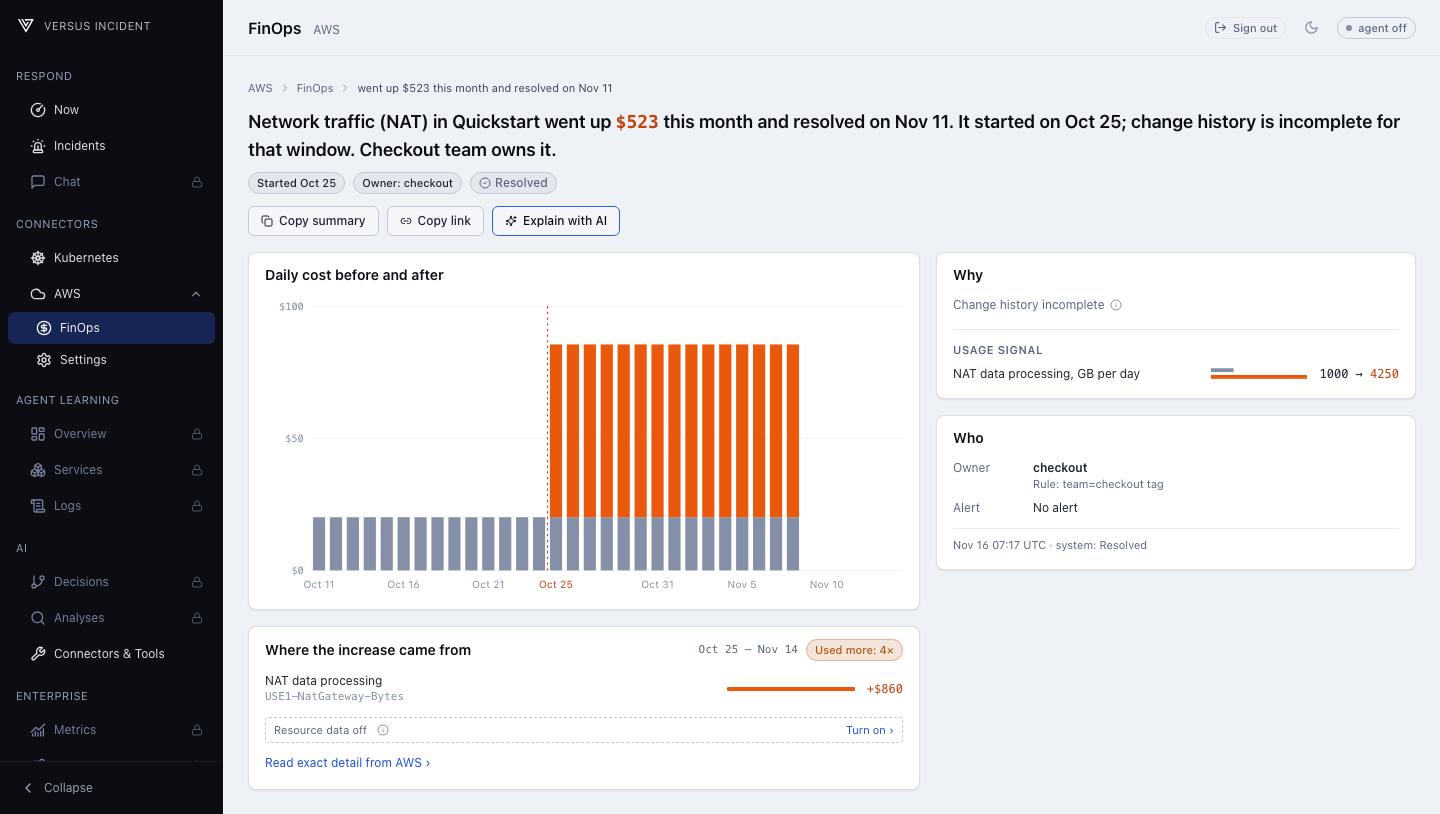 VERSUS INCIDENT
RESPOND
Now
Incidents
Chat
CONNECTORS
Kubernetes
AWS
FinOps
Settings
AGENT LEARNING
Overview
Services
Logs
AI
Decisions
Analyses
Connectors & Tools
ENTERPRISE
Metrics
Collapse
FinOps AWS
Sign out
agent off
AWS > FinOps > went up $523 this month and resolved on Nov 11
Network traffic (NAT) in Quickstart went up $523 this month and resolved on Nov 11. It started on Oct 25; change history is incomplete for
that window. Checkout team owns it.
Started Oct 25 Owner: checkout Resolved
Copy summary Copy link Explain with AI
Daily cost before and after
$100
$50
$0
Oct 11 Oct 16 Oct 21 Oct 25 Oct 31 Nov 5 Nov 10
Where the increase came from Oct 25 – Nov 14 Used more: 4×
NAT data processing
USE1-NatGateway-Bytes
+$860
Resource data off Turn on ›
Read exact detail from AWS ›
Why
Change history incomplete
USAGE SIGNAL
NAT data processing, GB per day 1000 → 4250
Who
Owner checkout
Rule: team=checkout tag
Alert No alert
Nov 16 07:17 UTC · system: Resolved